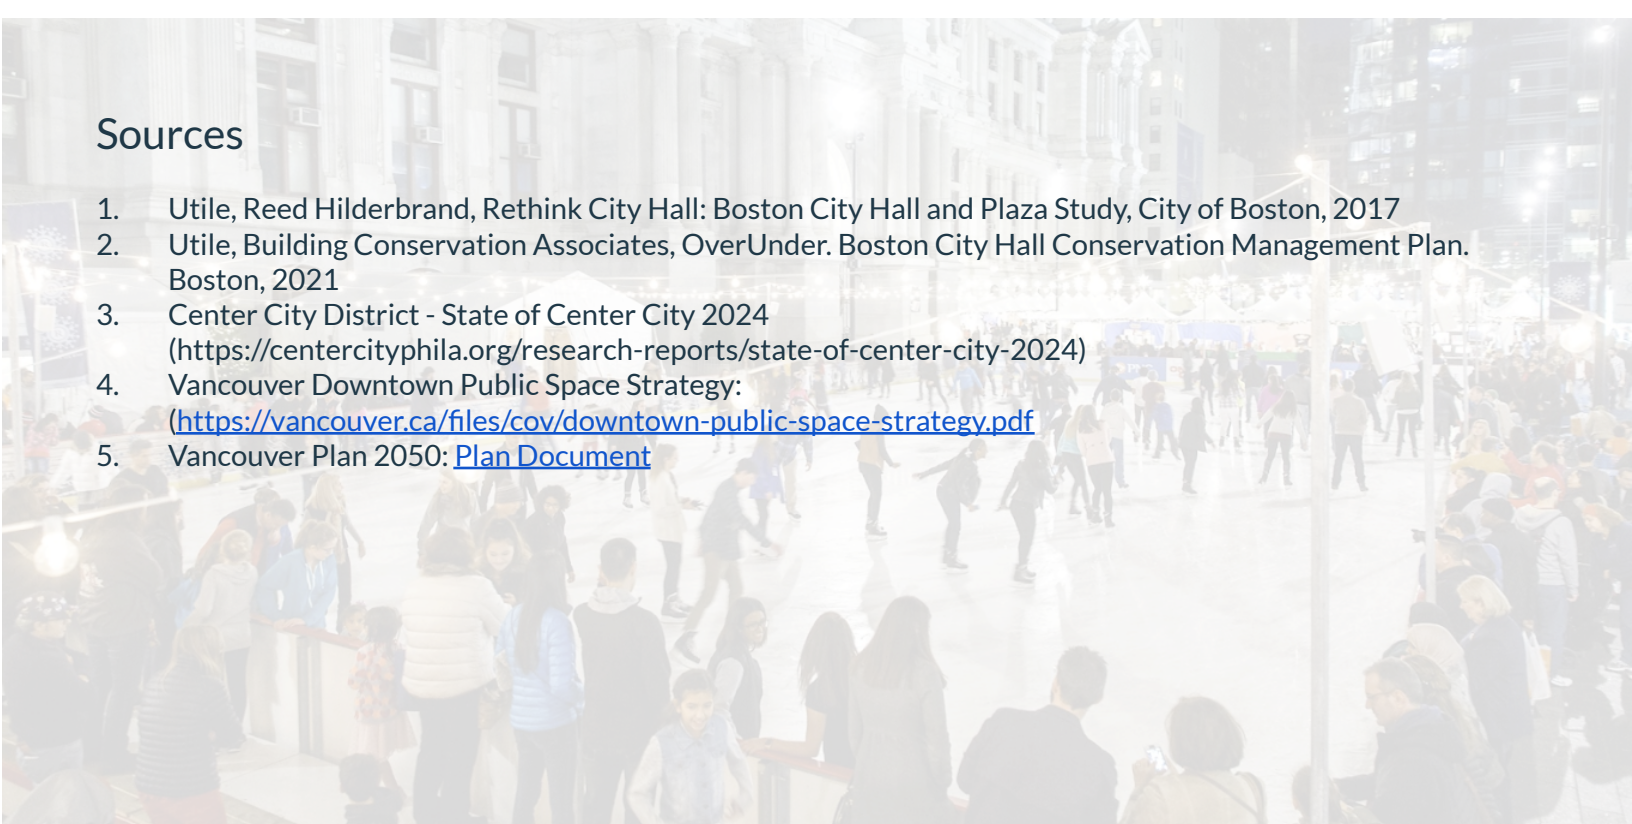 Sources
1. Utile, Reed Hilderbrand, Rethink City Hall: Boston City Hall and Plaza Study, City of Boston, 2017
2. Utile, Building Conservation Associates, OverUnder. Boston City Hall Conservation Management Plan.
Boston, 2021
3. Center City District - State of Center City 2024
(https://centercityphila.org/research-reports/state-of-center-city-2024)
4. Vancouver Downtown Public Space Strategy:
(https://vancouver.ca/files/cov/downtown-public-space-strategy.pdf
5. Vancouver Plan 2050: Plan Document